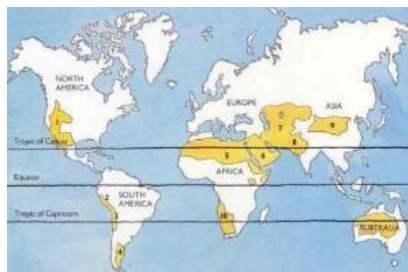 NORTH
AMERICA
EUROPE
ASIA
1
7
9
8
Tropic of Cancer
5
6
AFRICA
Equator
2
SOUTH
AMERICA
Tropic of Capricorn
3
10
AUSTRALIA
4